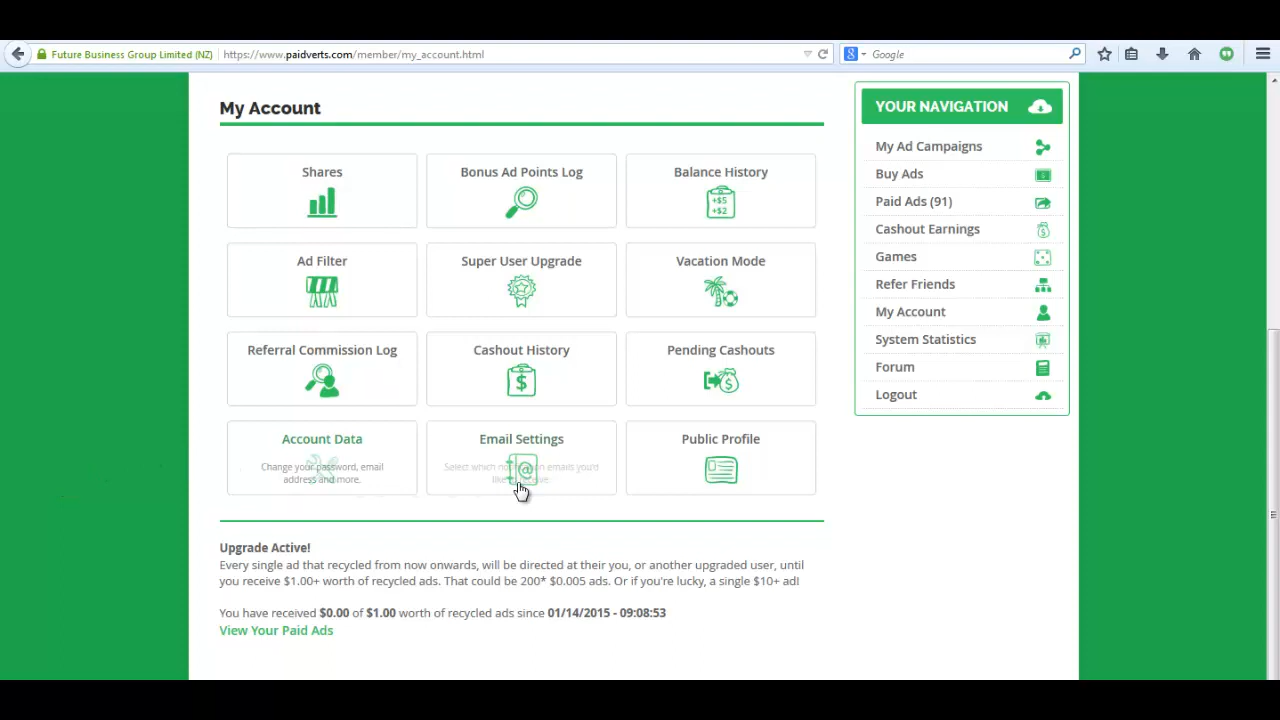 Future Business Group Limited (NZ)
https://www.paidverts.com/member/my_account.html
Google
My Account
Shares
Bonus Ad Points Log
Balance History
+$5
+$2
Ad Filter
Super User Upgrade
Vacation Mode
Referral Commission Log
Cashout History
Pending Cashouts
Account Data
Change your password, email
address and more.
Email Settings
Select which emails you'd
Public Profile
Upgrade Active!
Every single ad that recycled from now onwards, will be directed at their you, or another upgraded user, until
you receive $1.00+ worth of recycled ads. That could be 200* $0.005 ads. Or if you're lucky, a single $10+ ad!
You have received $0.00 of $1.00 worth of recycled ads since 01/14/2015 - 09:08:53
View Your Paid Ads
YOUR NAVIGATION
My Ad Campaigns
Buy Ads
Paid Ads (91)
Cashout Earnings
Games
Refer Friends
My Account
System Statistics
Forum
Logout